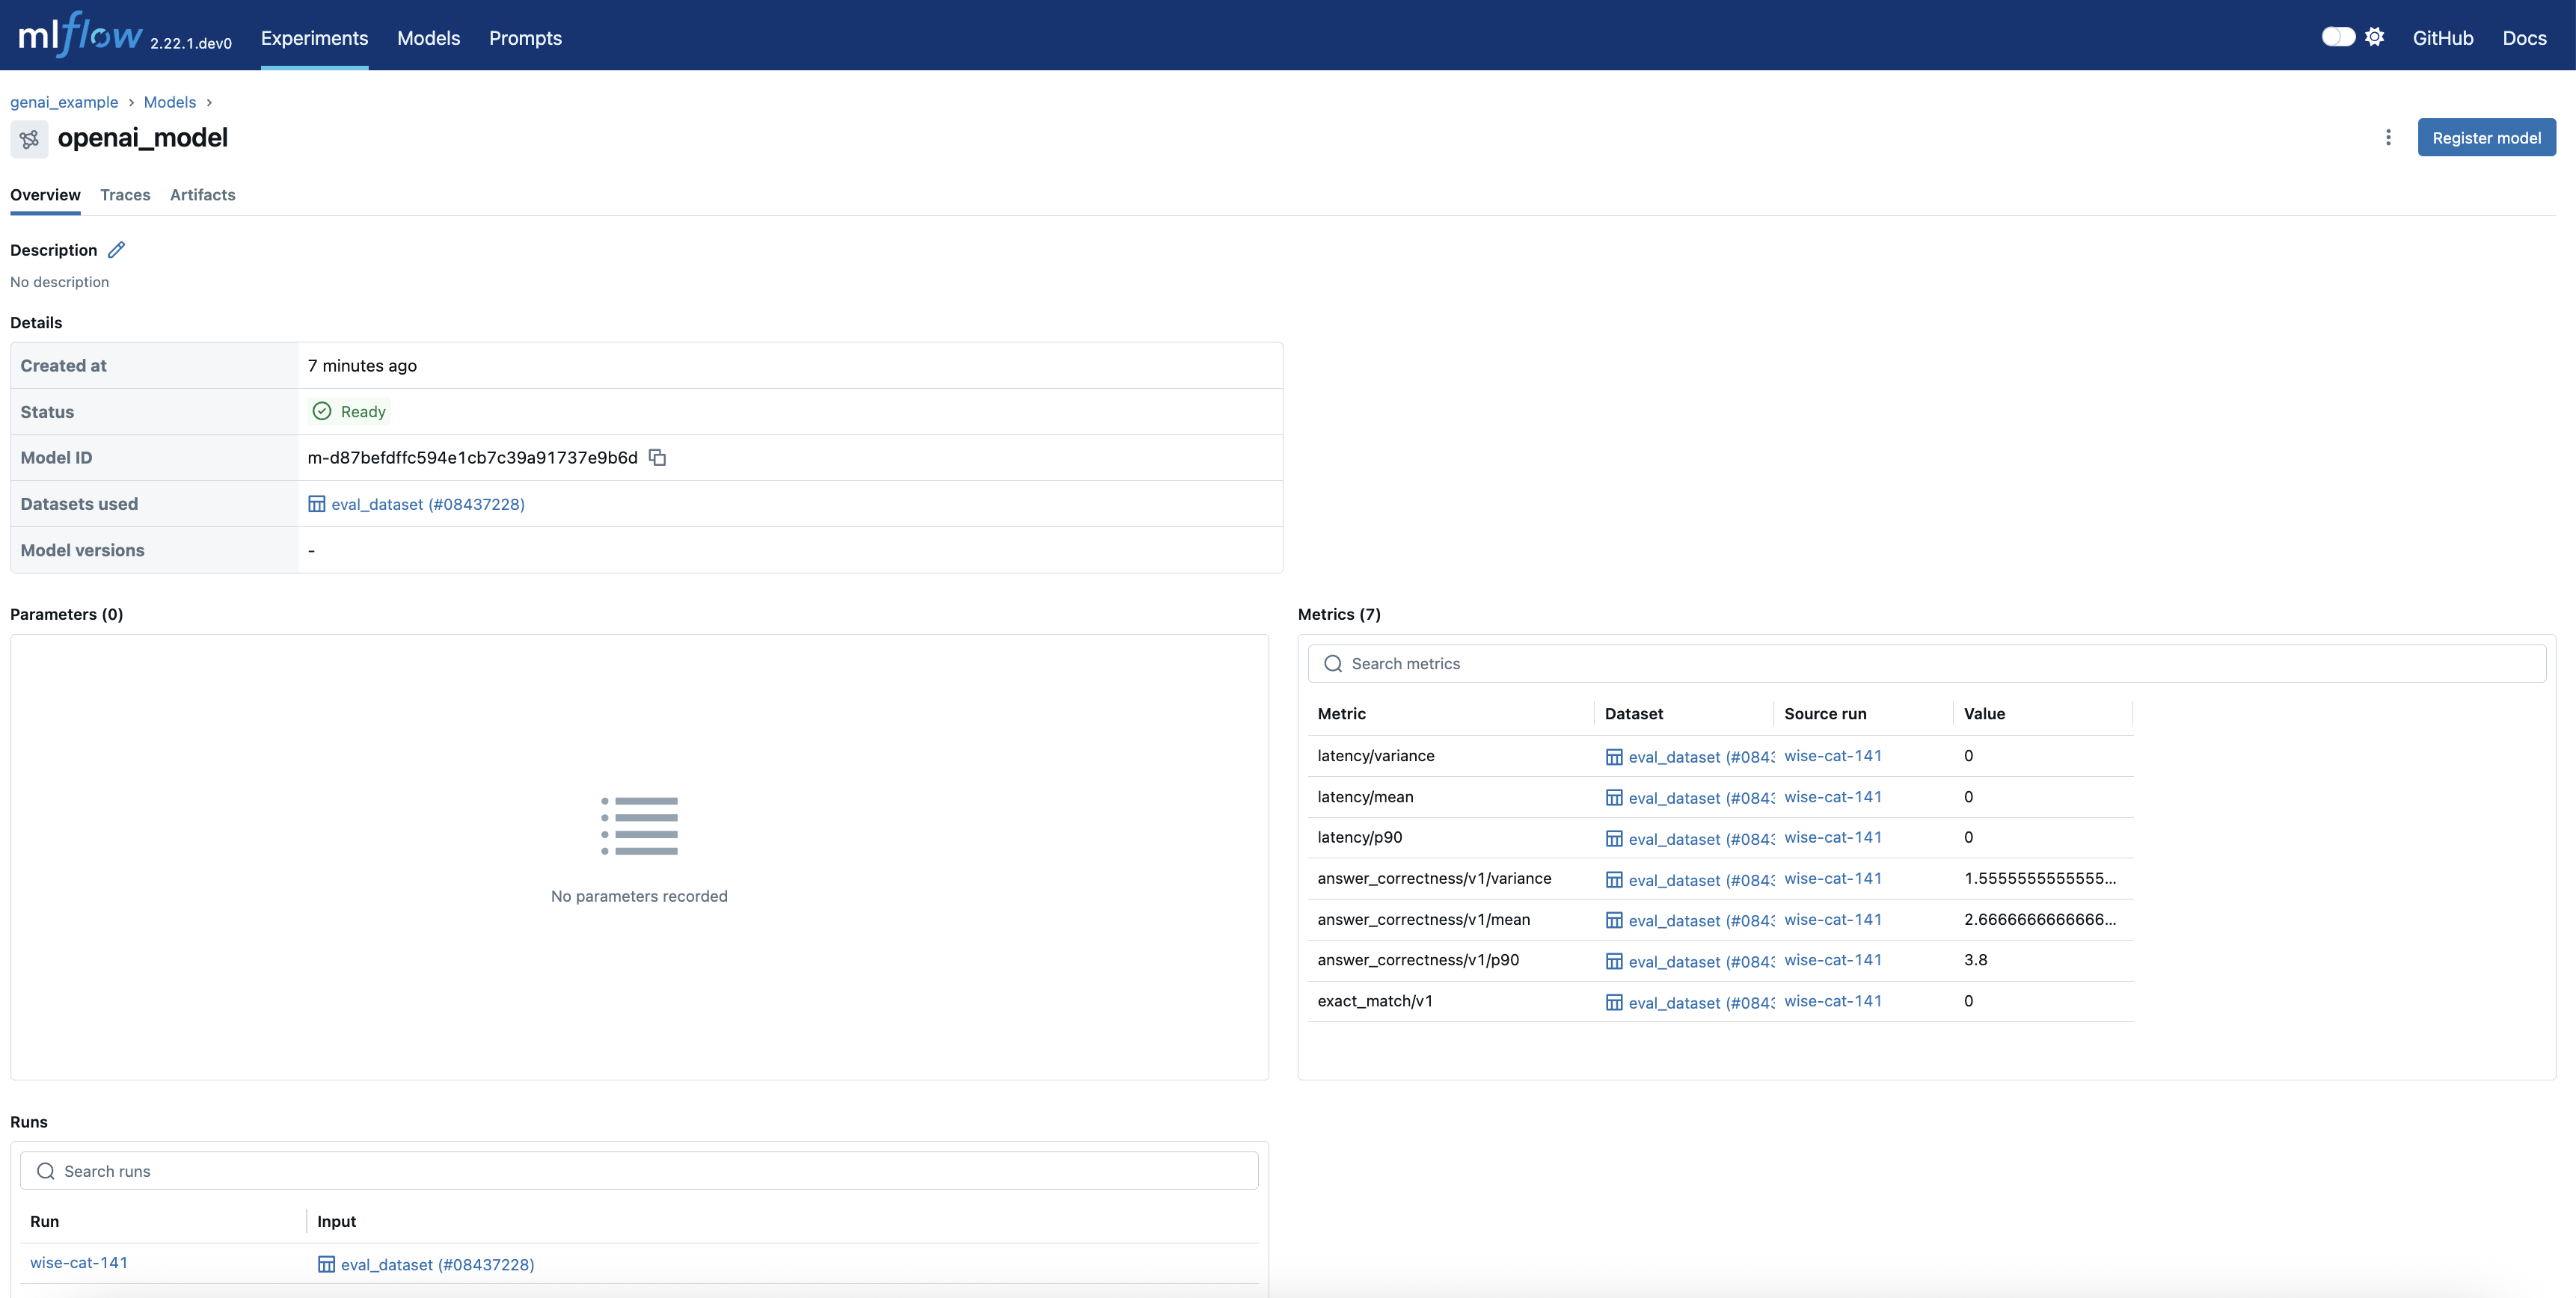 mlflow 2.22.1.dev0 Experiments Models Prompts GitHub Docs
genai_example › Models ›
openai_model
Register model
Overview Traces Artifacts
Description
No description
Details
Created at 7 minutes ago
Status Ready
Model ID m-d87befdffc594e1cb7c39a91737e9b6d
Datasets used eval_dataset (#08437228)
Model versions -
Parameters (0)
No parameters recorded
Metrics (7)
Search metrics
Metric Dataset Source run Value
latency/variance eval_dataset (#0843 wise-cat-141 0
latency/mean eval_dataset (#0843 wise-cat-141 0
latency/p90 eval_dataset (#0843 wise-cat-141 0
answer_correctness/v1/variance eval_dataset (#0843 wise-cat-141 1.5555555555555...
answer_correctness/v1/mean eval_dataset (#0843 wise-cat-141 2.6666666666666...
answer_correctness/v1/p90 eval_dataset (#0843 wise-cat-141 3.8
exact_match/v1 eval_dataset (#0843 wise-cat-141 0
Runs
Search runs
Run Input
wise-cat-141 eval_dataset (#08437228)